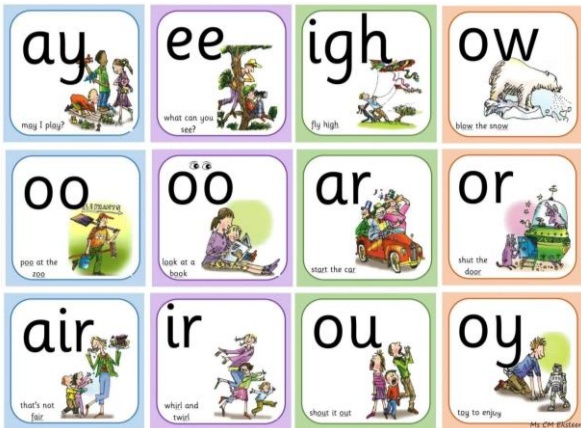 ay
may I play?
ee
what can you
see?
igh
fly high
ow
blow the snow
oo
poo at the
zoo
oo
look at a
book
ar
start the car
or
shut the
door
air
that's not
fair
ir
whirl and
twirl
ou
shout it out
oy
toy to enjoy
Ms CM Eksteen